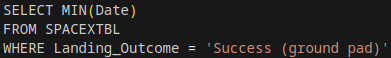 SELECT MIN(Date)
FROM SPACEXTBL
WHERE Landing_Outcome = 'Success (ground pad)'